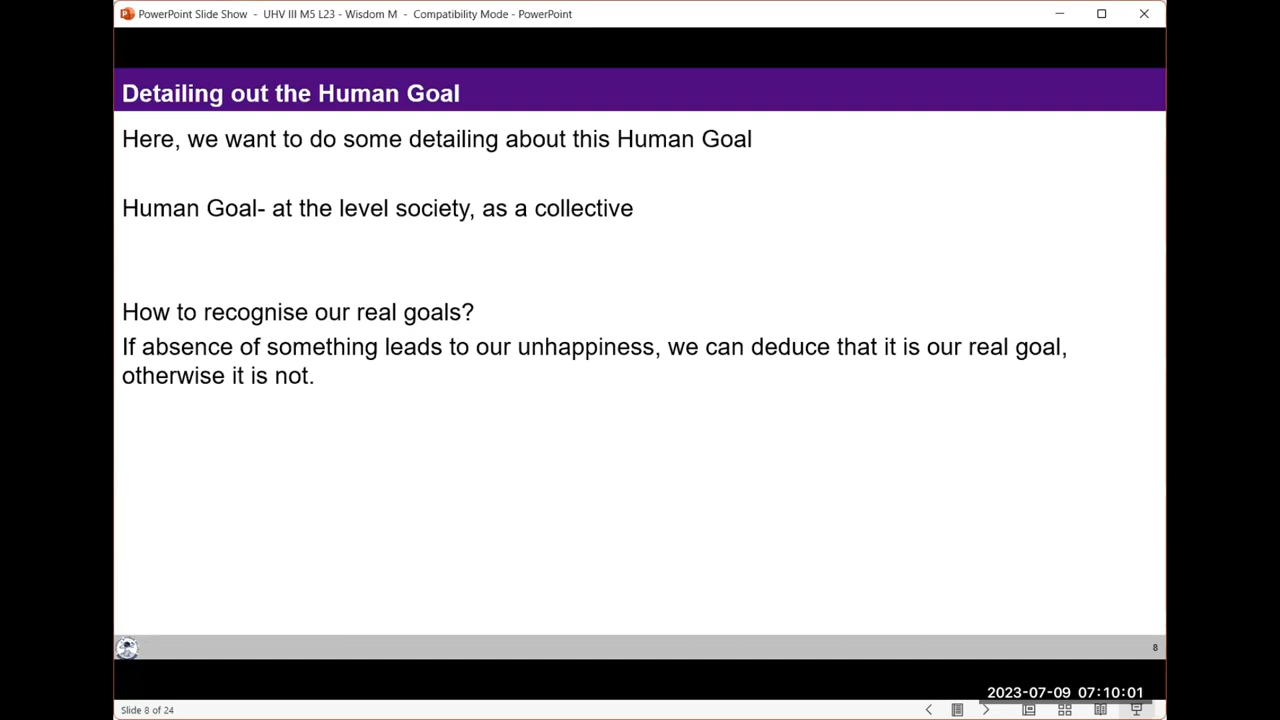 PowerPoint Slide Show - UHV III M5 L23 - Wisdom M - Compatibility Mode - PowerPoint
Detailing out the Human Goal
Here, we want to do some detailing about this Human Goal
Human Goal- at the level society, as a collective
How to recognise our real goals?
If absence of something leads to our unhappiness, we can deduce that it is our real goal,
otherwise it is not.
8
2023-07-09 07:10:01
Slide 8 of 24